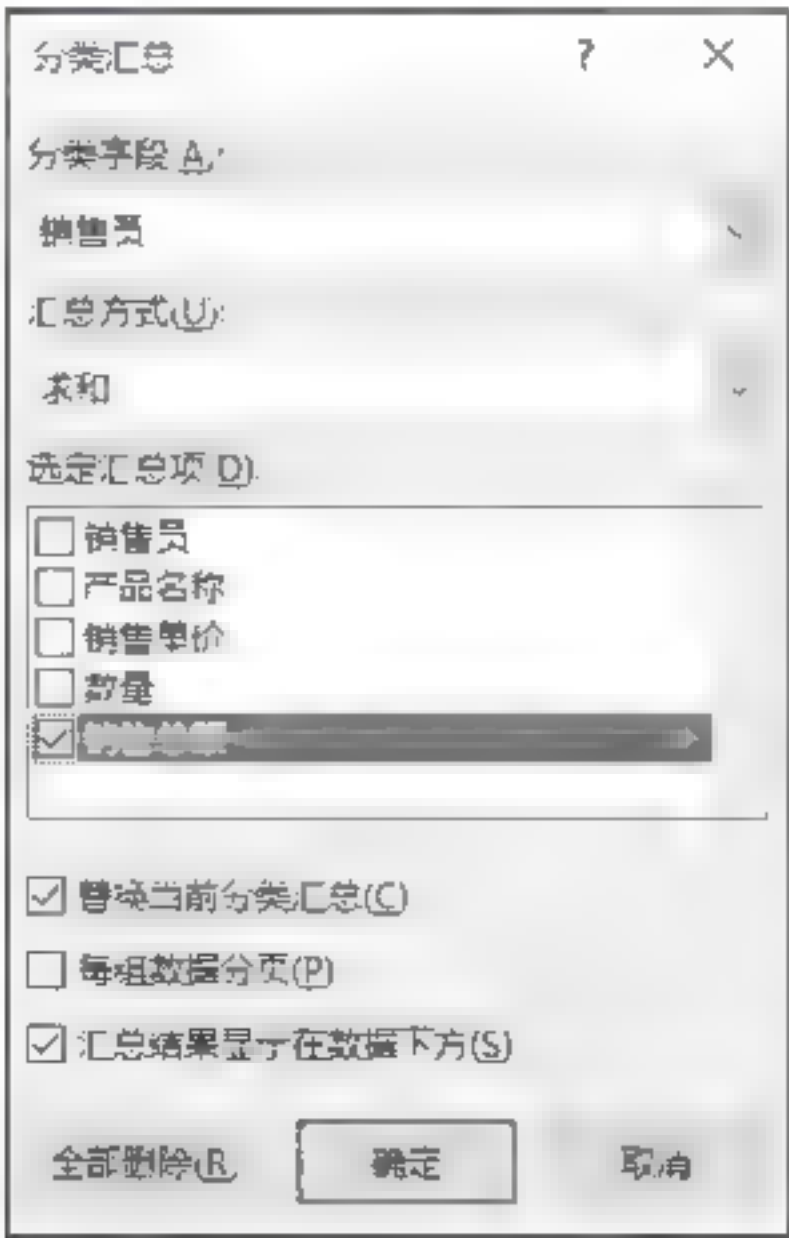 分类汇总 ? ×
分类字段(A):
销售员
汇总方式(U):
求和
选定汇总项(D):
销售员
产品名称
销售单价
数量
替换当前分类汇总(C)
每组数据分页(P)
汇总结果显示在数据下方(S)
全部删除(R) 确定 取消